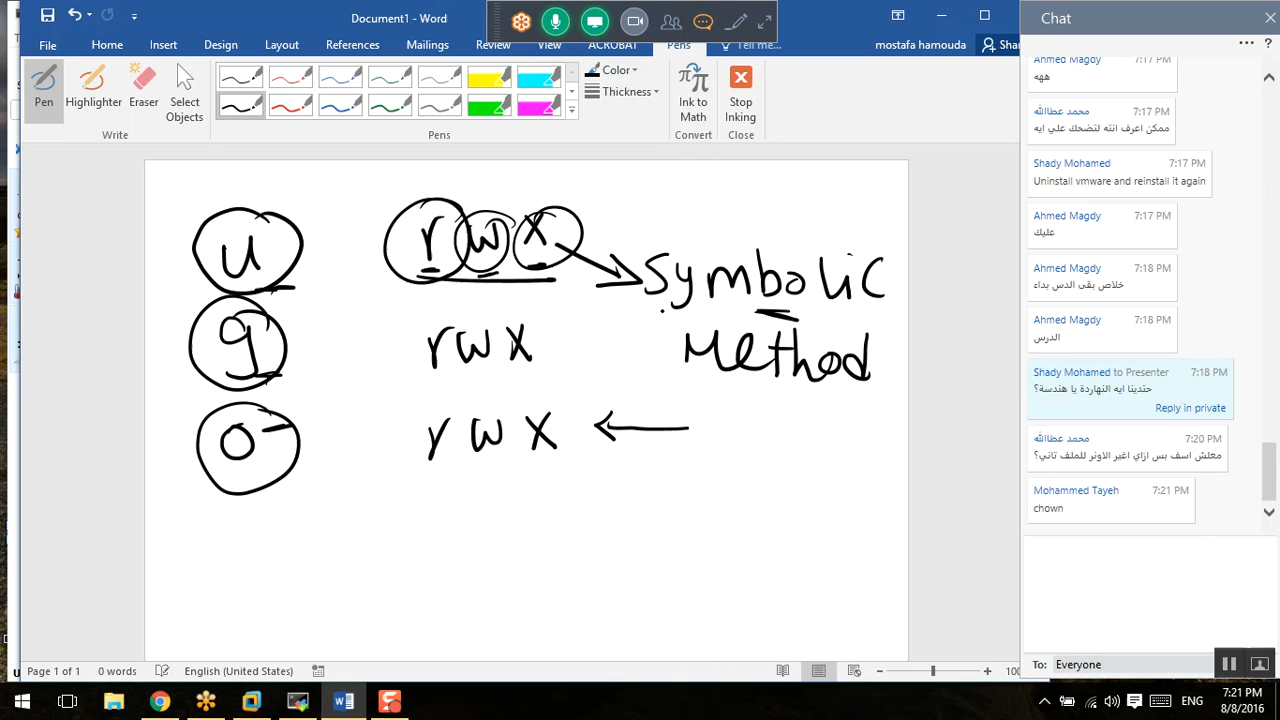 Document1 - Word
File Home Insert Design Layout References Mailings Review View ACROBAT Pens Tell me... mostafa hamouda
Pen Highlighter Eraser Select Objects
Color
Thickness
Ink to Math
Stop Inking
Write Pens Convert Close
u r w x
Symbolic
Method
g r w x
o r w x
Page 1 of 1 0 words English (United States)
Chat
Ahmed Magdy 7:17 PM
ههه
محمد عطاالله 7:17 PM
ممكن اعرف انته لتضحك علي ايه
Shady Mohamed 7:17 PM
Uninstall vmware and reinstall it again
Ahmed Magdy 7:17 PM
عليك
Ahmed Magdy 7:18 PM
خلاص بقى الدس بداء
Ahmed Magdy 7:18 PM
الدرس
Shady Mohamed to Presenter 7:18 PM
حتدينا ايه النهاردة يا هندسة؟
Reply in private
محمد عطاالله 7:20 PM
معلش اسف بس ازاي اغير الاونر للملف تاني؟
Mohammed Tayeh 7:21 PM
chown
To: Everyone
ENG
7:21 PM
8/8/2016